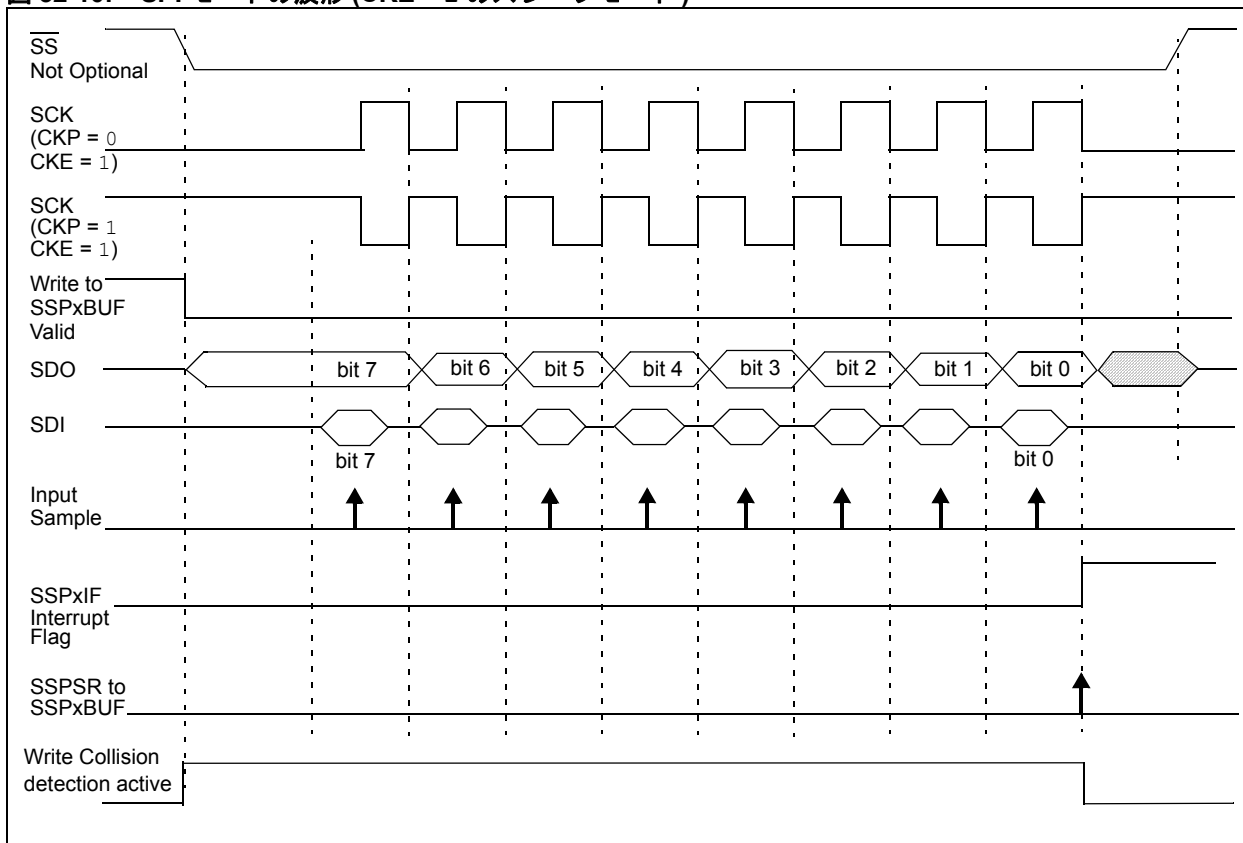 SS
Not Optional
SCK
(CKP = 0
CKE = 1)
SCK
(CKP = 1
CKE = 1)
Write to
SSPxBUF
Valid
SDO
bit 7 bit 6 bit 5 bit 4 bit 3 bit 2 bit 1 bit 0
SDI
bit 7 bit 0
Input
Sample
SSPxIF
Interrupt
Flag
SSPSR to
SSPxBUF
Write Collision
detection active